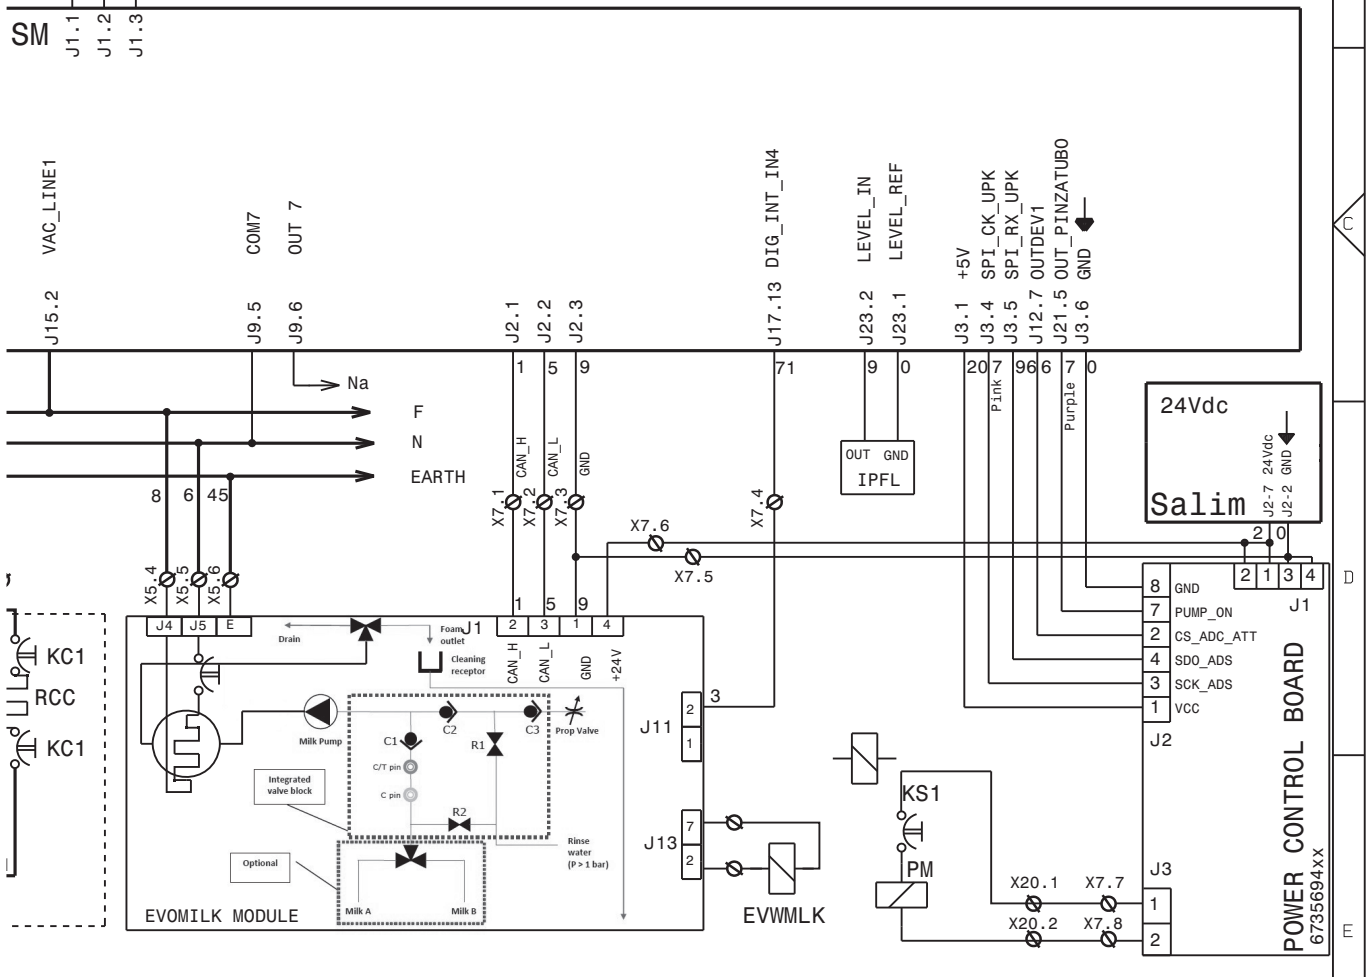 SM
J1.1
J1.2
J1.3
VAC_LINE1
COM7
OUT 7
DIG_INT_IN4
LEVEL_IN
LEVEL_REF
+5V
SPI_CK_UPK
SPI_RX_UPK
OUTDEV1
OUT_PINZATUBO
GND
C
J15.2
J9.5
J9.6
J2.1
J2.2
J2.3
J17.13
J23.2
J23.1
J3.1
J3.4
J3.5
J12.7
J21.5
J3.6
1
5
9
71
9
0
20
7
96
6
7
0
Pink
Purple
Na
F
N
EARTH
CAN_H
CAN_L
GND
OUT GND
IPFL
24Vdc
J2-7 24Vdc
J2-2 GND
Salim
8
6
45
X7.1
X7.2
X7.3
X7.4
X7.6
X7.5
2
0
X5.4
X5.5
X5.6
2 1 3 4
J1
D
1
5
9
J4 J5 E
Drain
Foam
outlet
J1
2 3 1 4
Cleaning
receptor
CAN_H
CAN_L
GND
+24V
8 GND
7 PUMP_ON
2 CS_ADC_ATT
4 SDO_ADS
3 SCK_ADS
1 VCC
J2
KC1
RCC
KC1
3
2
1
J11
Milk Pump
C1
C2
C3
R1
Prop Valve
C/T pin
C pin
Integrated
valve block
R2
Rinse
water
(P > 1 bar)
Optional
Milk A
Milk B
EVOMILK MODULE
7
2
J13
EVWMLK
KS1
PM
X20.1
X7.7
X20.2
X7.8
J3
1
2
POWER CONTROL BOARD
6735694xx
E